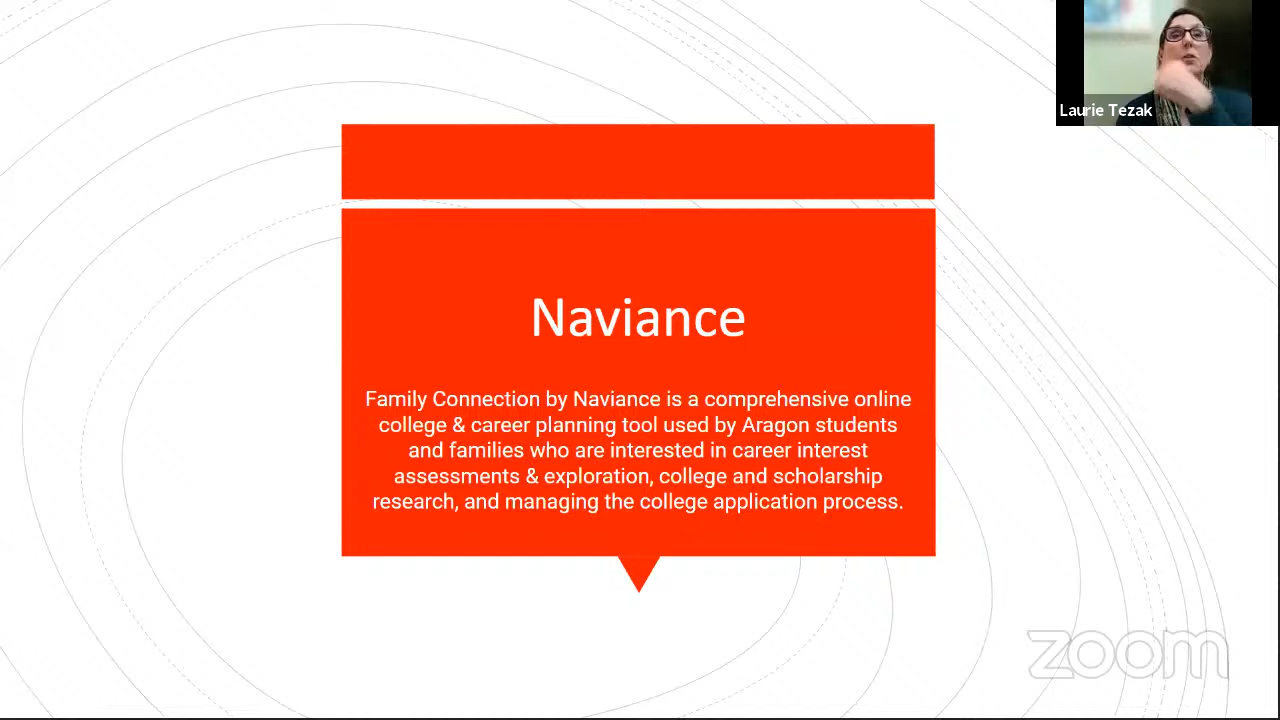 Laurie Tezak
Naviance
Family Connection by Naviance is a comprehensive online
college & career planning tool used by Aragon students
and families who are interested in career interest
assessments & exploration, college and scholarship
research, and managing the college application process.
zoom